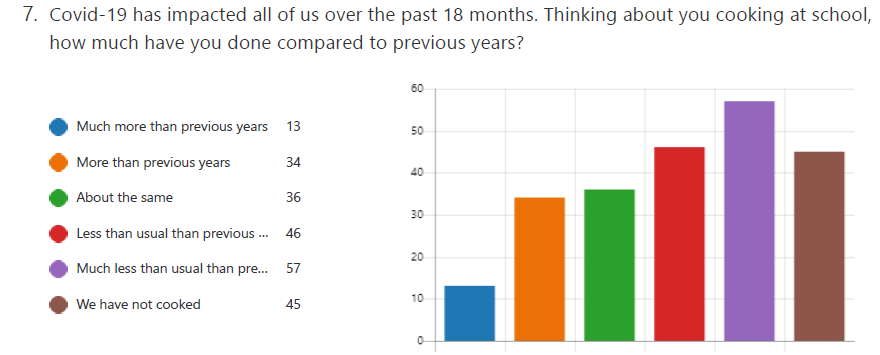 7. Covid-19 has impacted all of us over the past 18 months. Thinking about you cooking at school,
how much have you done compared to previous years?
Much more than previous years 13
More than previous years 34
About the same 36
Less than usual than previous ... 46
Much less than usual than pre... 57
We have not cooked 45
60
50
40
30
20
10
0